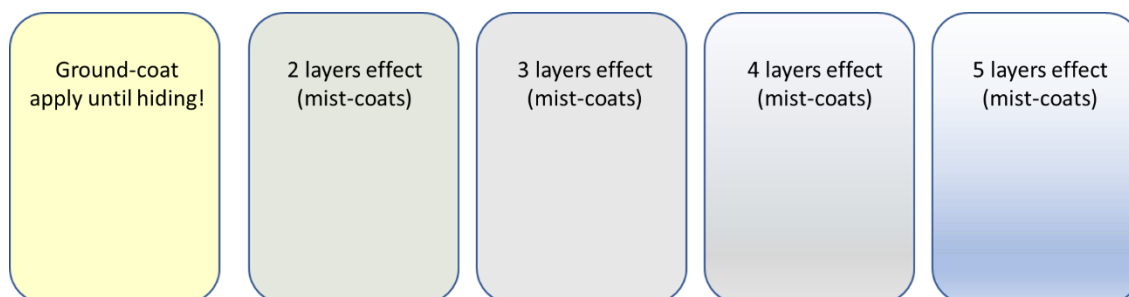 Ground-coat
apply until hiding!
2 layers effect
(mist-coats)
3 layers effect
(mist-coats)
4 layers effect
(mist-coats)
5 layers effect
(mist-coats)